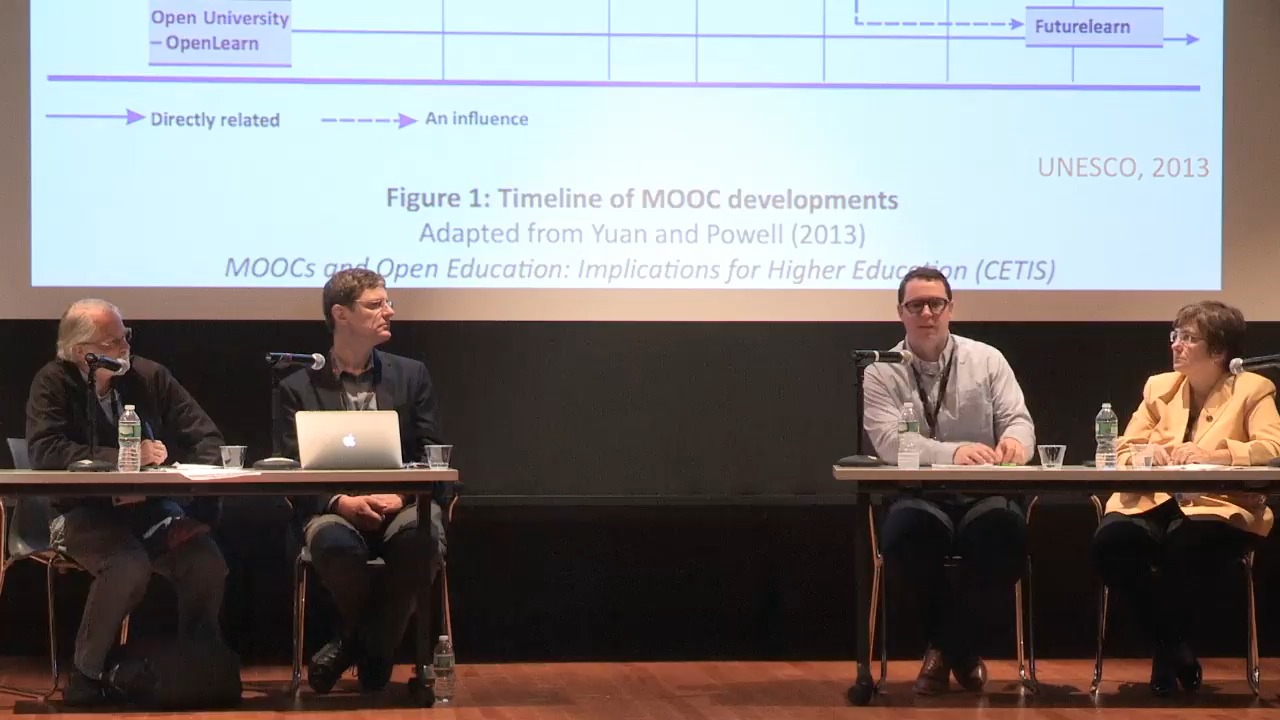 Open University
– OpenLearn
Futurelearn
Directly related
An influence
UNESCO, 2013
Figure 1: Timeline of MOOC developments
Adapted from Yuan and Powell (2013)
MOOCs and Open Education: Implications for Higher Education (CETIS)